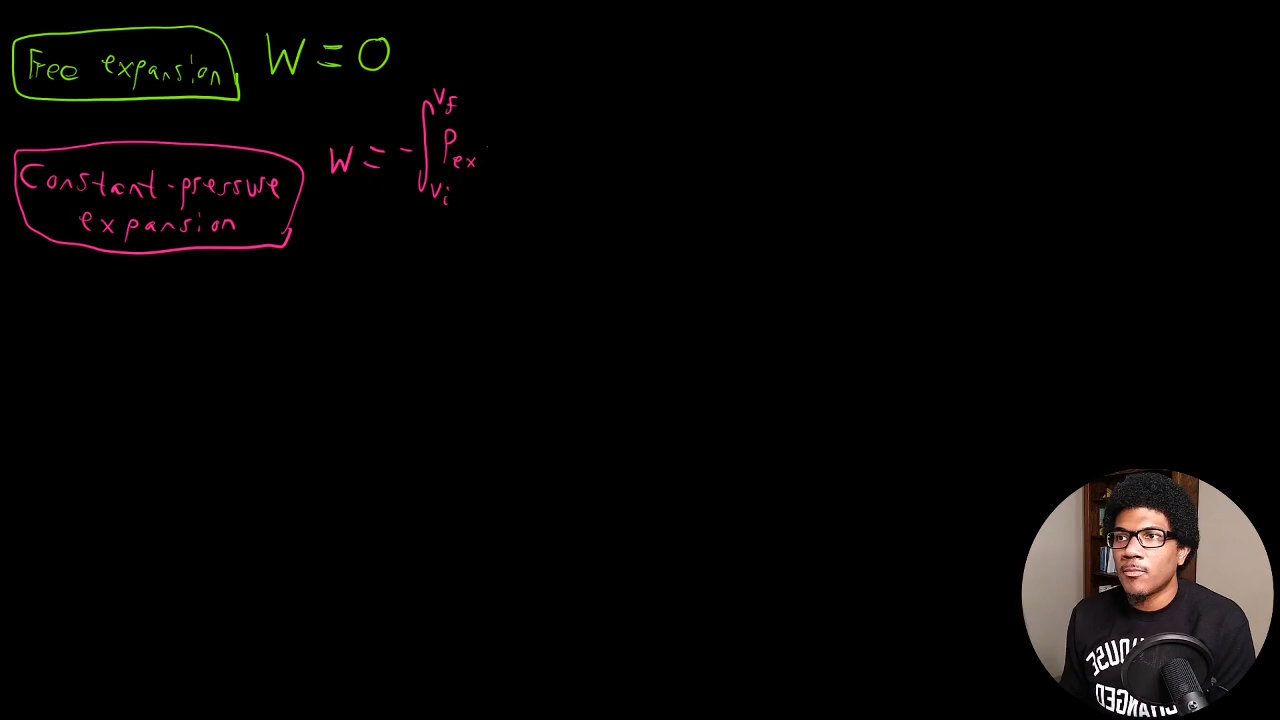 Free expansion W = 0
Constant-pressure
expansion
w = - ∫ Vf Vi Pex